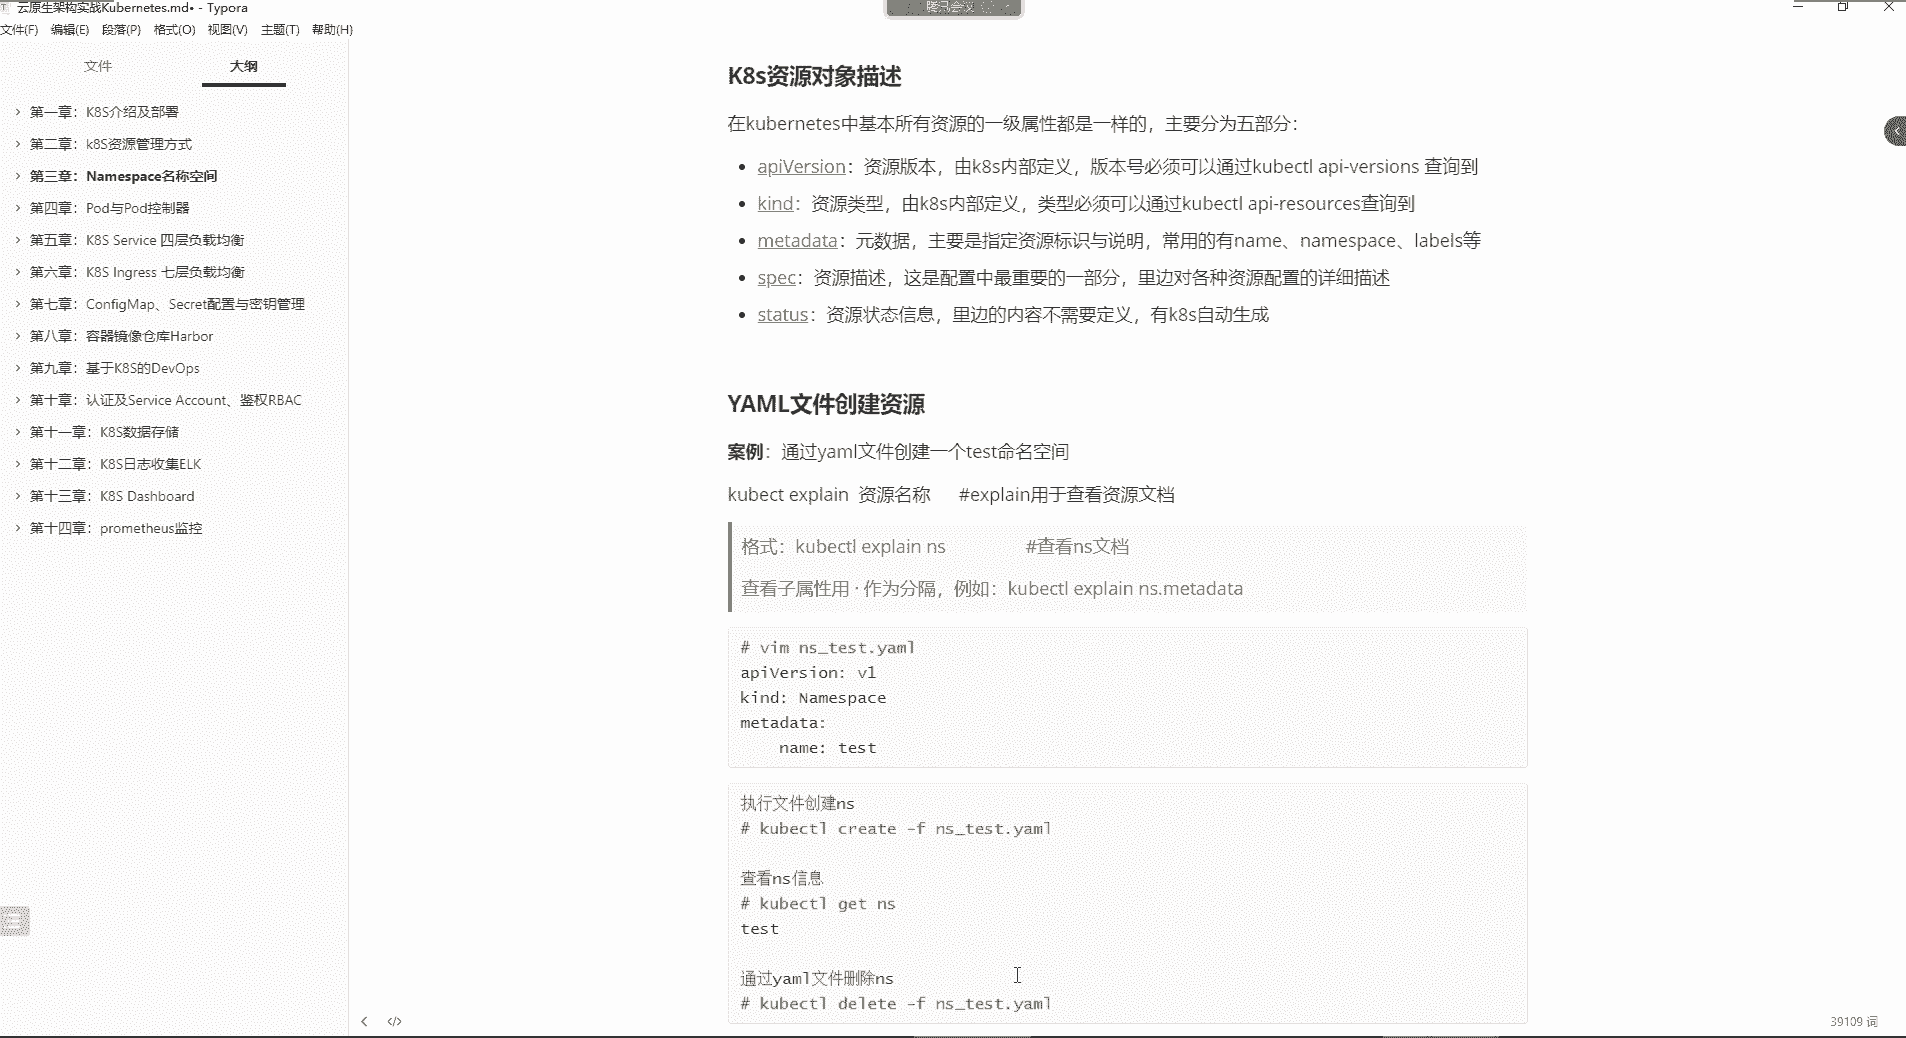 云原生架构实战Kubernetes.md• - Typora
腾讯会议
文件(F) 编辑(E) 段落(P) 格式(O) 视图(V) 主题(T) 帮助(H)
文件 大纲
第一章：K8S介绍及部署
第二章：k8S资源管理方式
第三章：Namespace名称空间
第四章：Pod与Pod控制器
第五章：K8S Service 四层负载均衡
第六章：K8S Ingress 七层负载均衡
第七章：ConfigMap、Secret配置与密钥管理
第八章：容器镜像仓库Harbor
第九章：基于K8S的DevOps
第十章：认证及Service Account、鉴权RBAC
第十一章：K8S数据存储
第十二章：K8S日志收集ELK
第十三章：K8S Dashboard
第十四章：prometheus监控
K8s资源对象描述
在kubernetes中基本所有资源的一级属性都是一样的，主要分为五部分：
• apiVersion：资源版本，由k8s内部定义，版本号必须可以通过kubectl api-versions 查询到
• kind：资源类型，由k8s内部定义，类型必须可以通过kubectl api-resources查询到
• metadata：元数据，主要是指定资源标识与说明，常用的有name、namespace、labels等
• spec：资源描述，这是配置中最重要的一部分，里边对各种资源配置的详细描述
• status：资源状态信息，里边的内容不需要定义，有k8s自动生成
YAML文件创建资源
案例：通过yaml文件创建一个test命名空间
kubect explain 资源名称 #explain用于查看资源文档
格式：kubectl explain ns #查看ns文档
查看子属性用 · 作为分隔，例如：kubectl explain ns.metadata
# vim ns_test.yaml
apiVersion: v1
kind: Namespace
metadata:
    name: test
执行文件创建ns
# kubectl create -f ns_test.yaml
查看ns信息
# kubectl get ns
test
通过yaml文件删除ns
# kubectl delete -f ns_test.yaml
39109 词